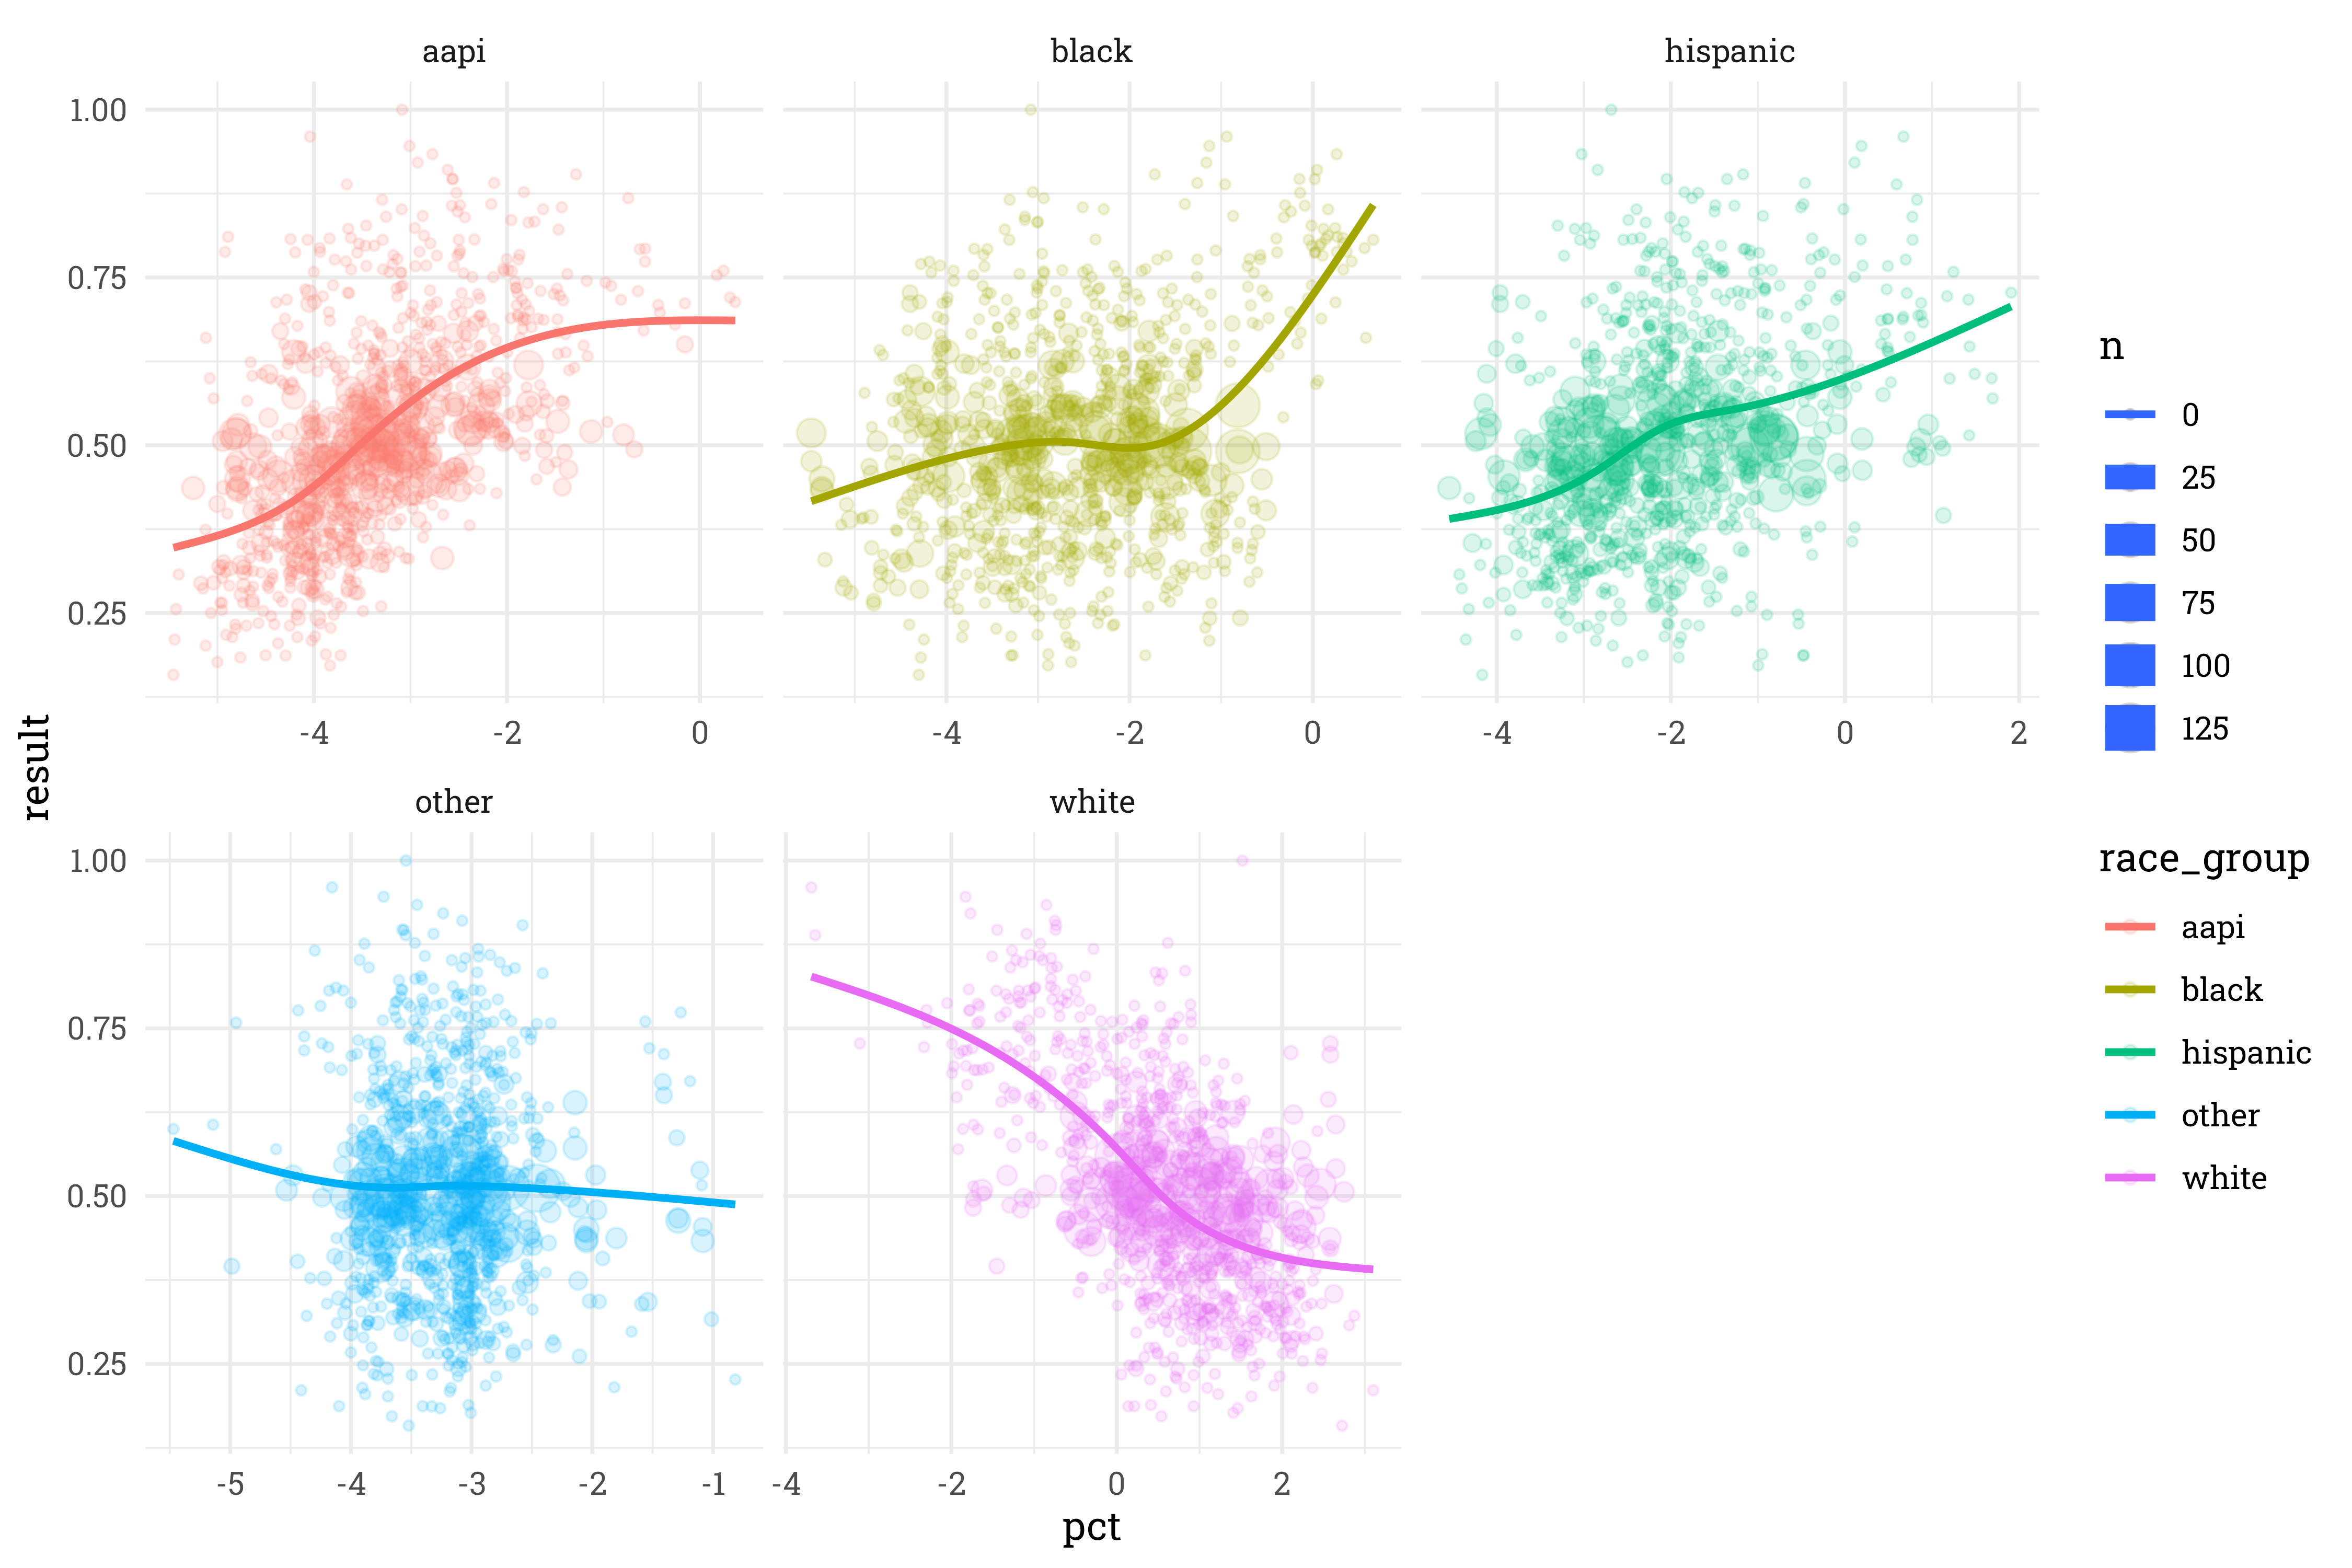 aapi
black
hispanic
1.00
0.75
0.50
0.25
-4 -2 0
-4 -2 0
-4 -2 0 2
other
white
1.00
0.75
0.50
0.25
-5 -4 -3 -2 -1
-4 -2 0 2
result
pct
n
0
25
50
75
100
125
race_group
aapi
black
hispanic
other
white